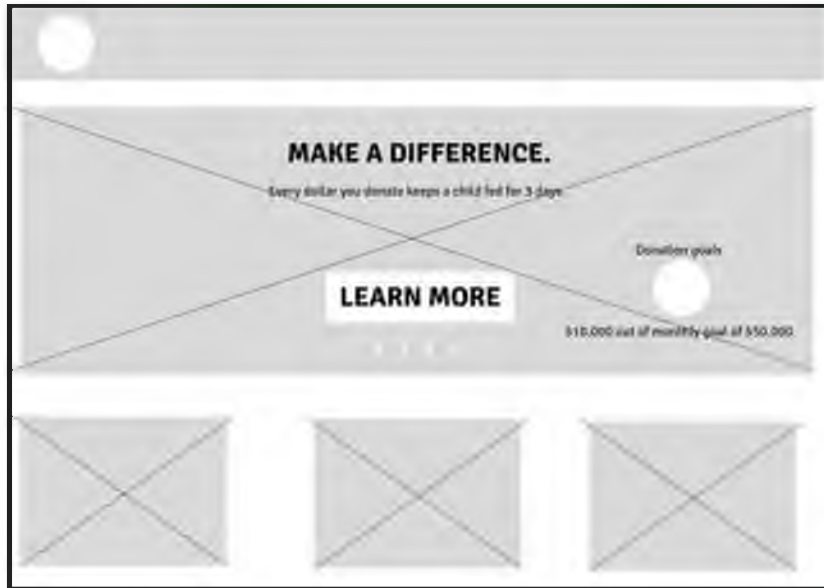 MAKE A DIFFERENCE.
Every dollar you donate keeps a child fed for 3 days
Donation goals
LEARN MORE
$10,000 out of monthly goal of $50,000